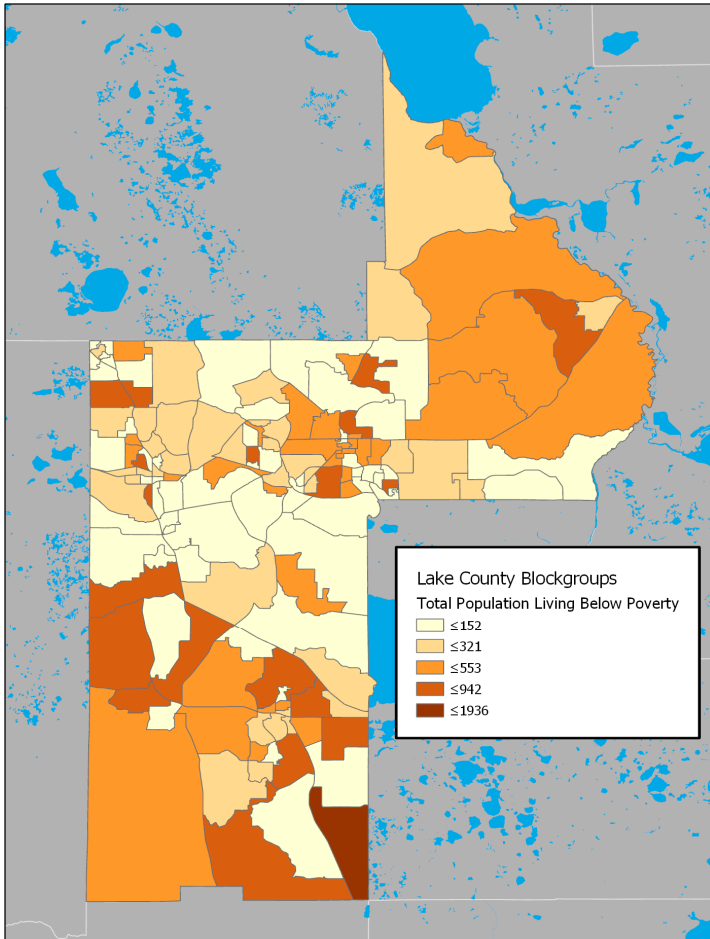 Lake County Blockgroups
Total Population Living Below Poverty
≤152
≤321
≤553
≤942
≤1936